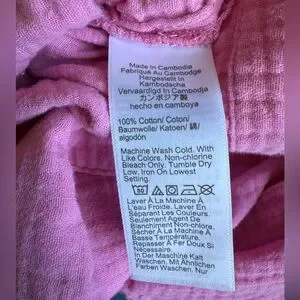 Made In Cambodia
Fabriqué Au Cambodge
Hergestellt In
Kambodscha
Vervaardigd In Cambodja
カンボジア製
hecho en camboya
100% Cotton/ Coton/
Baumwolle/ Katoen/ 綿/
algodón
Machine Wash Cold. With
Like Colors. Non-chlorine
Bleach Only. Tumble Dry
Low. Iron On Lowest
Setting.
Laver À La Machine À
L'eau Froide. Laver En
Séparant Les Couleurs.
Seulement Agent De
Blanchiment Non-chlore.
Sécher À La Machine À
Basse Température.
Repasser À Fer Doux Si
Nécessaire.
In Der Maschine Kalt
Waschen. Mit Ähnlichen
Farben Waschen. Nur